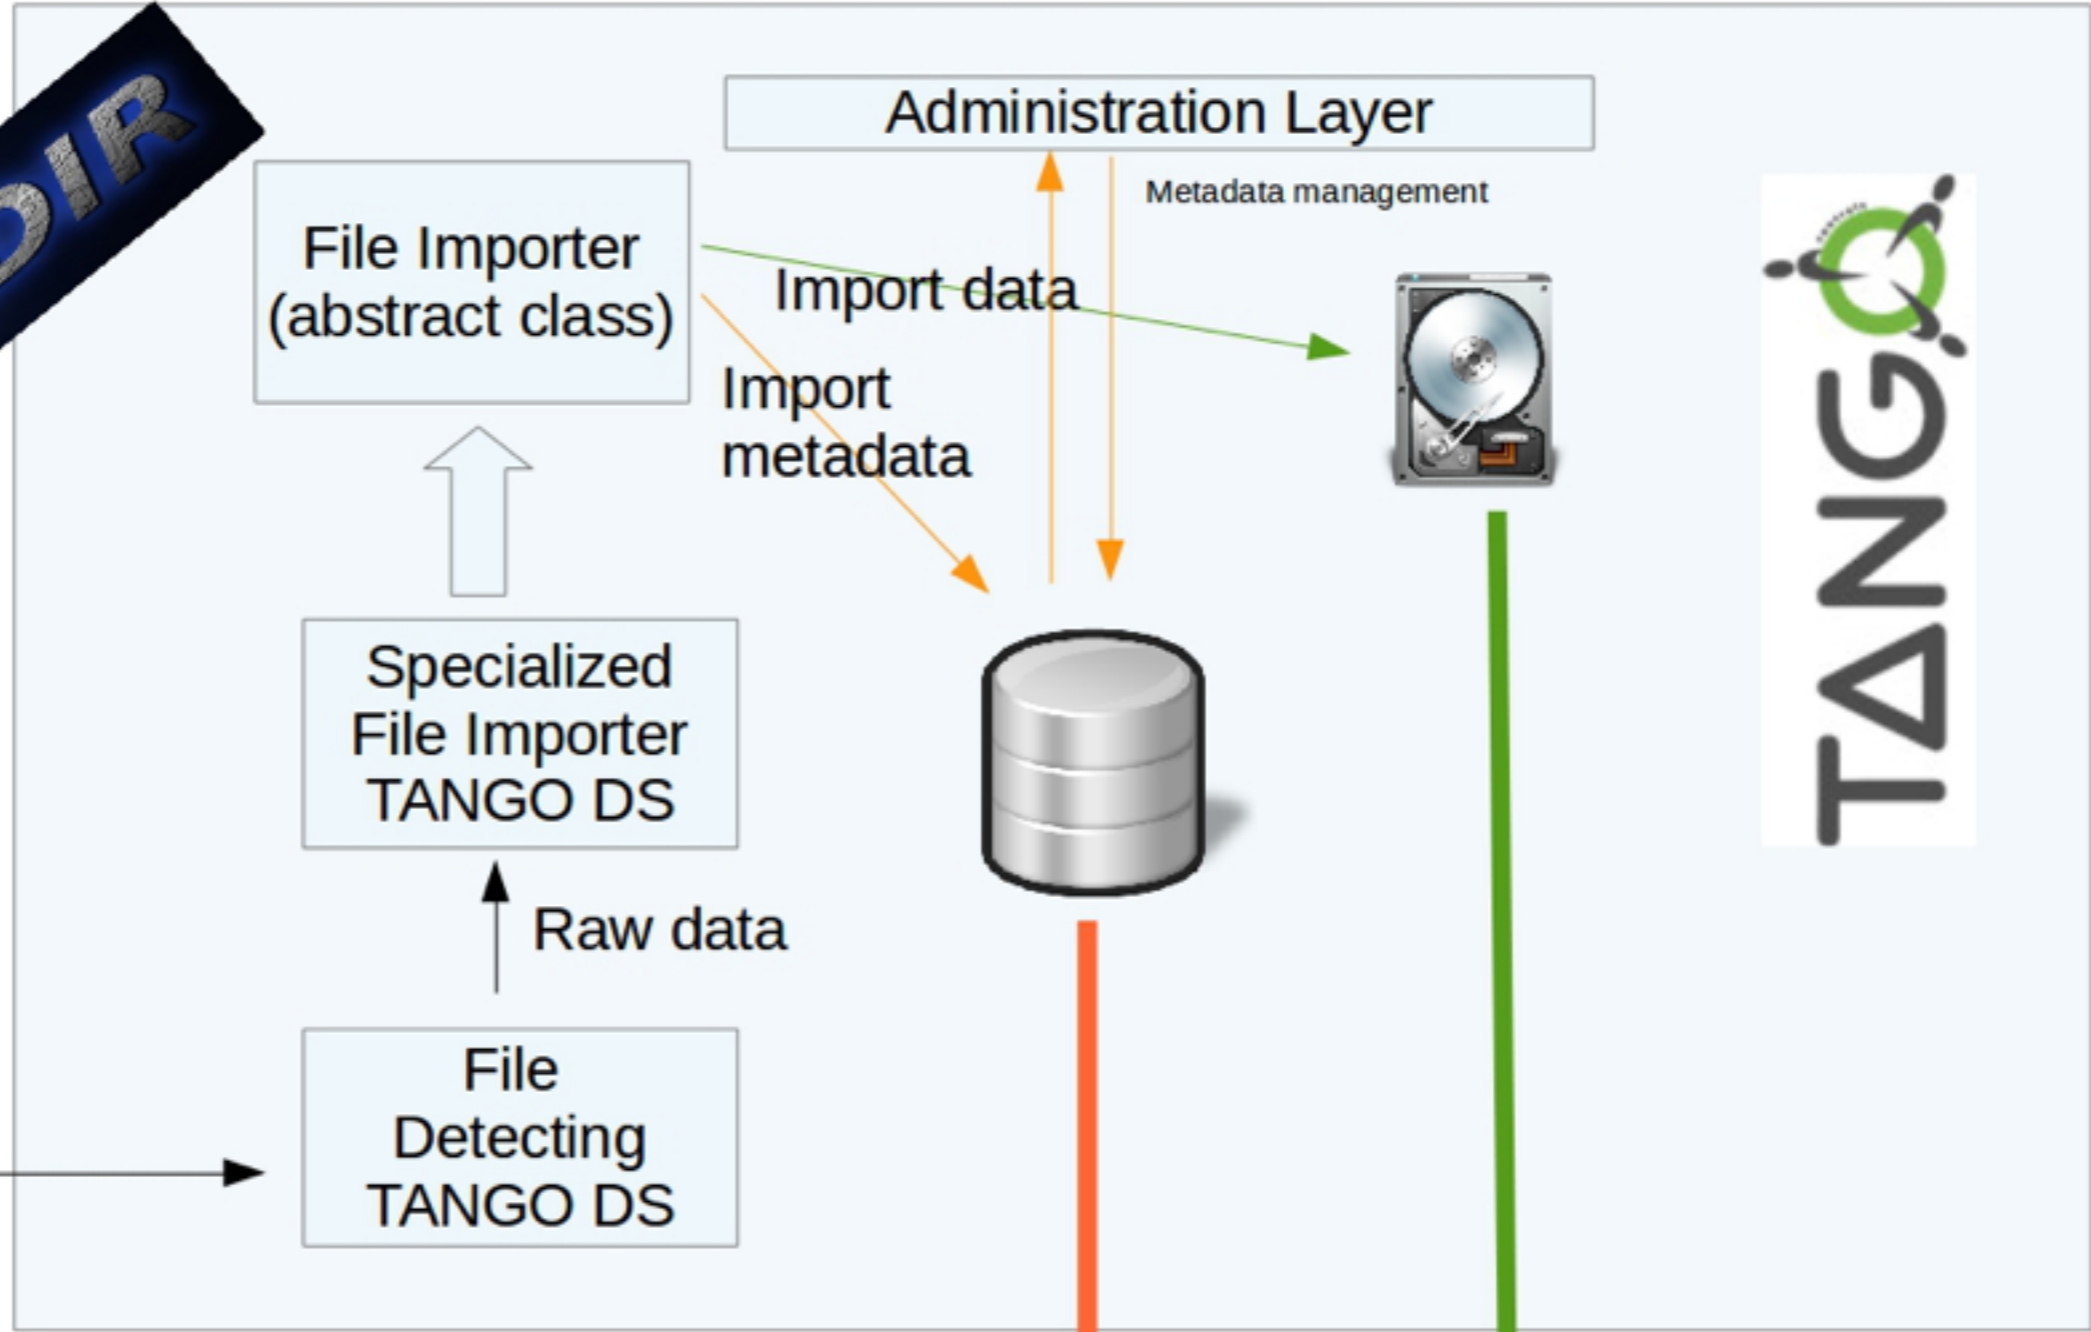 DIR
Administration Layer
Metadata management
File Importer
(abstract class)
Import data
Import
metadata
Specialized
File Importer
TANGO DS
Raw data
File
Detecting
TANGO DS
TANGO